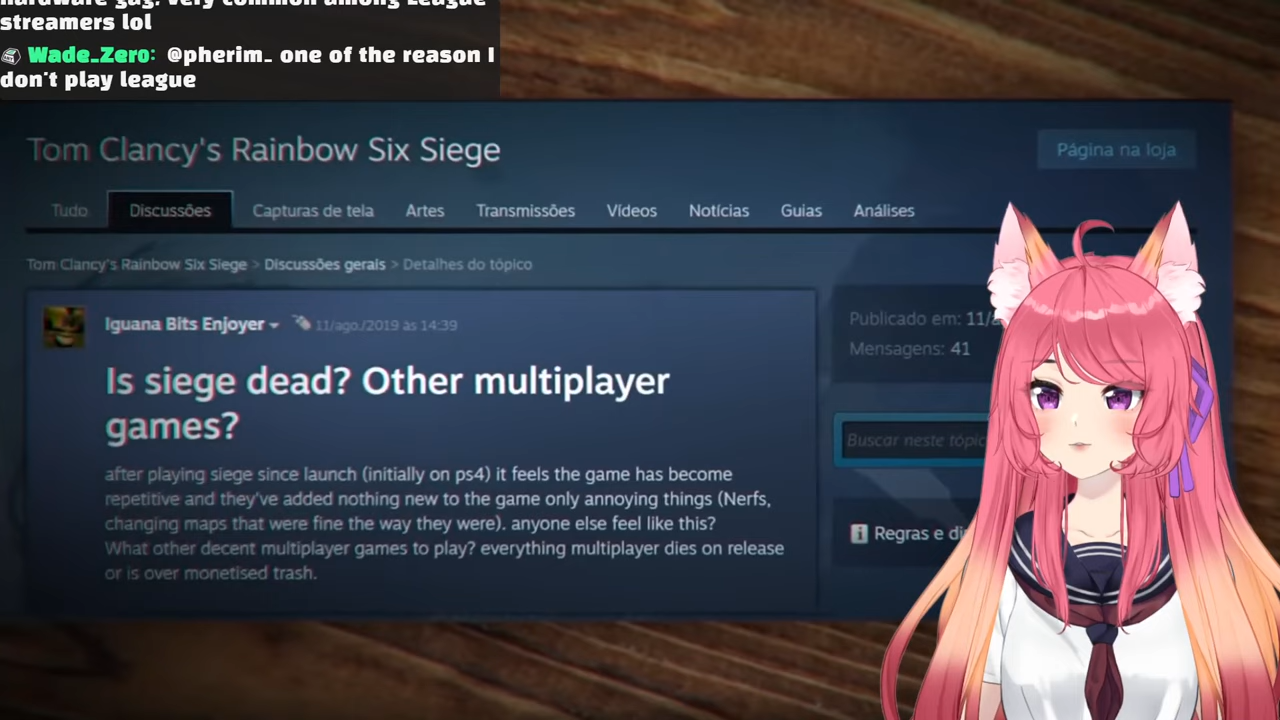 hardware gag. very common among League
streamers lol
Wade_Zero: @pherim_ one of the reason I
don't play league
Tom Clancy's Rainbow Six Siege
Página na loja
Tudo
Discussões
Capturas de tela
Artes
Transmissões
Vídeos
Notícias
Guias
Análises
Tom Clancy's Rainbow Six Siege > Discussões gerais > Detalhes do tópico
Iguana Bits Enjoyer 11/ago./2019 às 14:39
Is siege dead? Other multiplayer
games?
after playing siege since launch (initially on ps4) it feels the game has become
repetitive and they've added nothing new to the game only annoying things (Nerfs,
changing maps that were fine the way they were). anyone else feel like this?
What other decent multiplayer games to play? everything multiplayer dies on release
or is over monetised trash.
Publicado em: 11/
Mensagens: 41
Buscar neste tópic
Regras e di